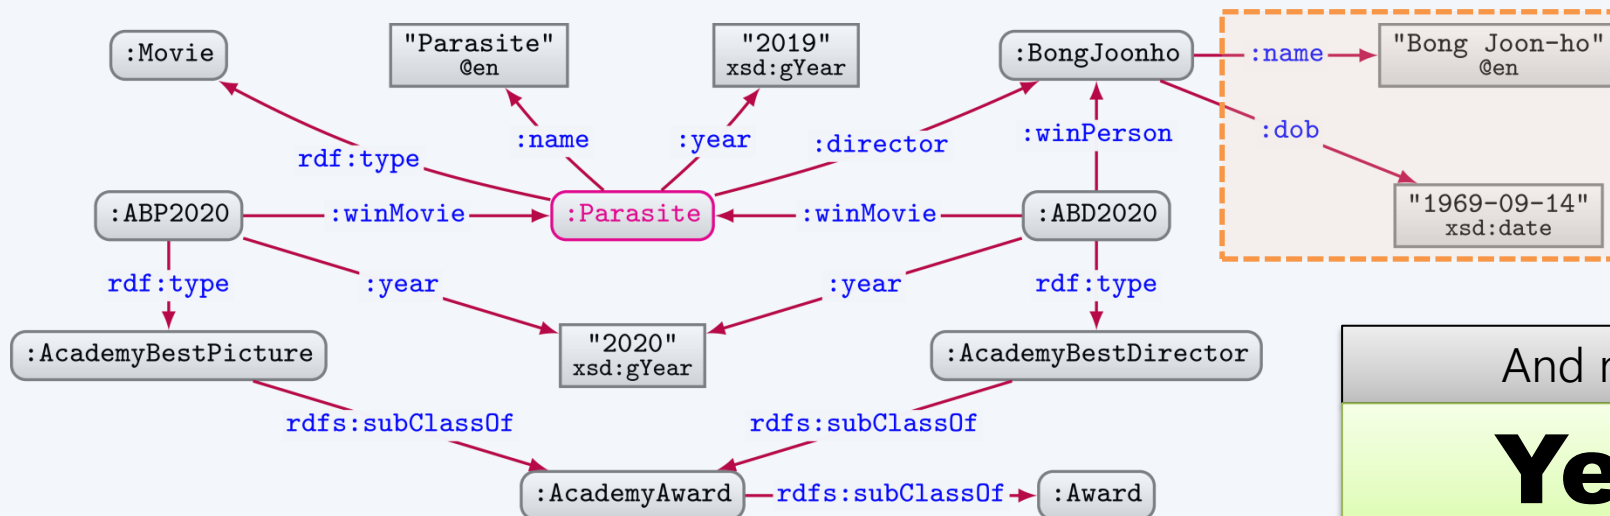 :Movie
"Parasite"
@en
"2019"
xsd:gYear
:BongJoonho
:name
"Bong Joon-ho"
@en
rdf:type
:name
:year
:director
:winPerson
:dob
:ABP2020
:winMovie
:Parasite
:winMovie
:ABD2020
"1969-09-14"
xsd:date
rdf:type
:year
:year
rdf:type
:AcademyBestPicture
"2020"
xsd:gYear
:AcademyBestDirector
And
rdfs:subClassOf
rdfs:subClassOf
:AcademyAward
rdfs:subClassOf
:Award